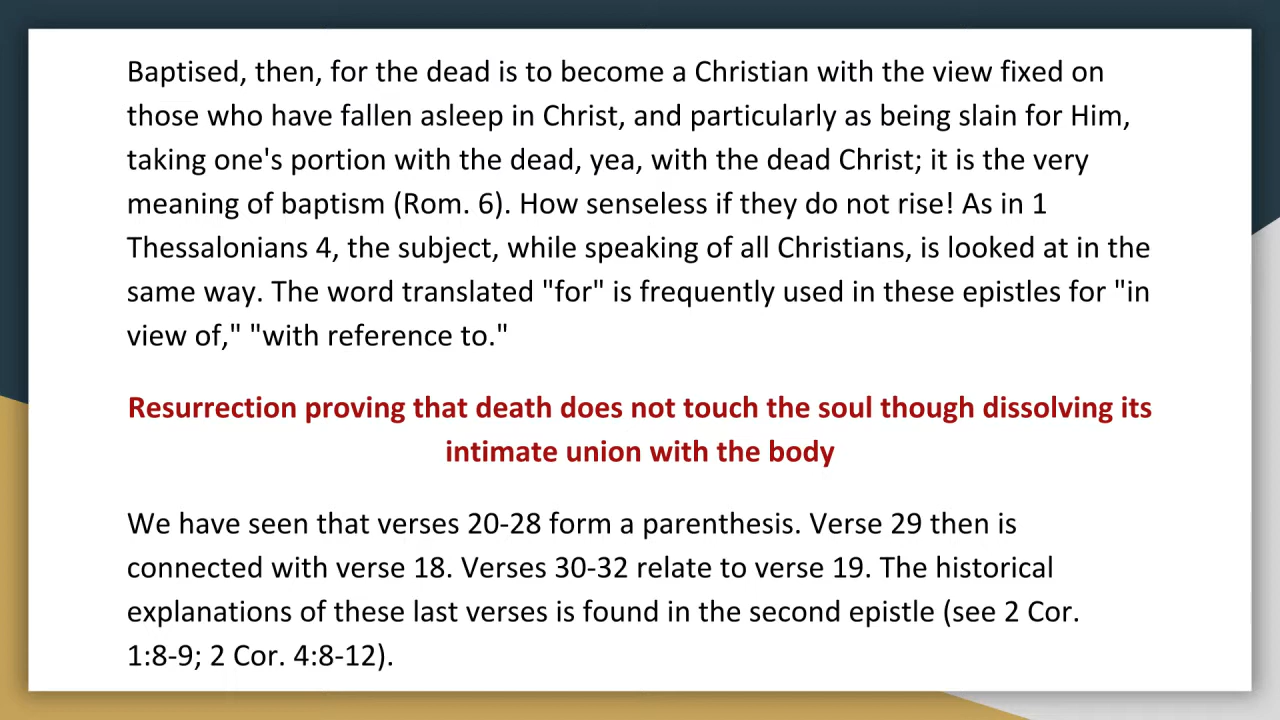 Baptised, then, for the dead is to become a Christian with the view fixed on
those who have fallen asleep in Christ, and particularly as being slain for Him,
taking one's portion with the dead, yea, with the dead Christ; it is the very
meaning of baptism (Rom. 6). How senseless if they do not rise! As in 1
Thessalonians 4, the subject, while speaking of all Christians, is looked at in the
same way. The word translated "for" is frequently used in these epistles for "in
view of," "with reference to."
Resurrection proving that death does not touch the soul though dissolving its
intimate union with the body
We have seen that verses 20-28 form a parenthesis. Verse 29 then is
connected with verse 18. Verses 30-32 relate to verse 19. The historical
explanations of these last verses is found in the second epistle (see 2 Cor.
1:8-9; 2 Cor. 4:8-12).